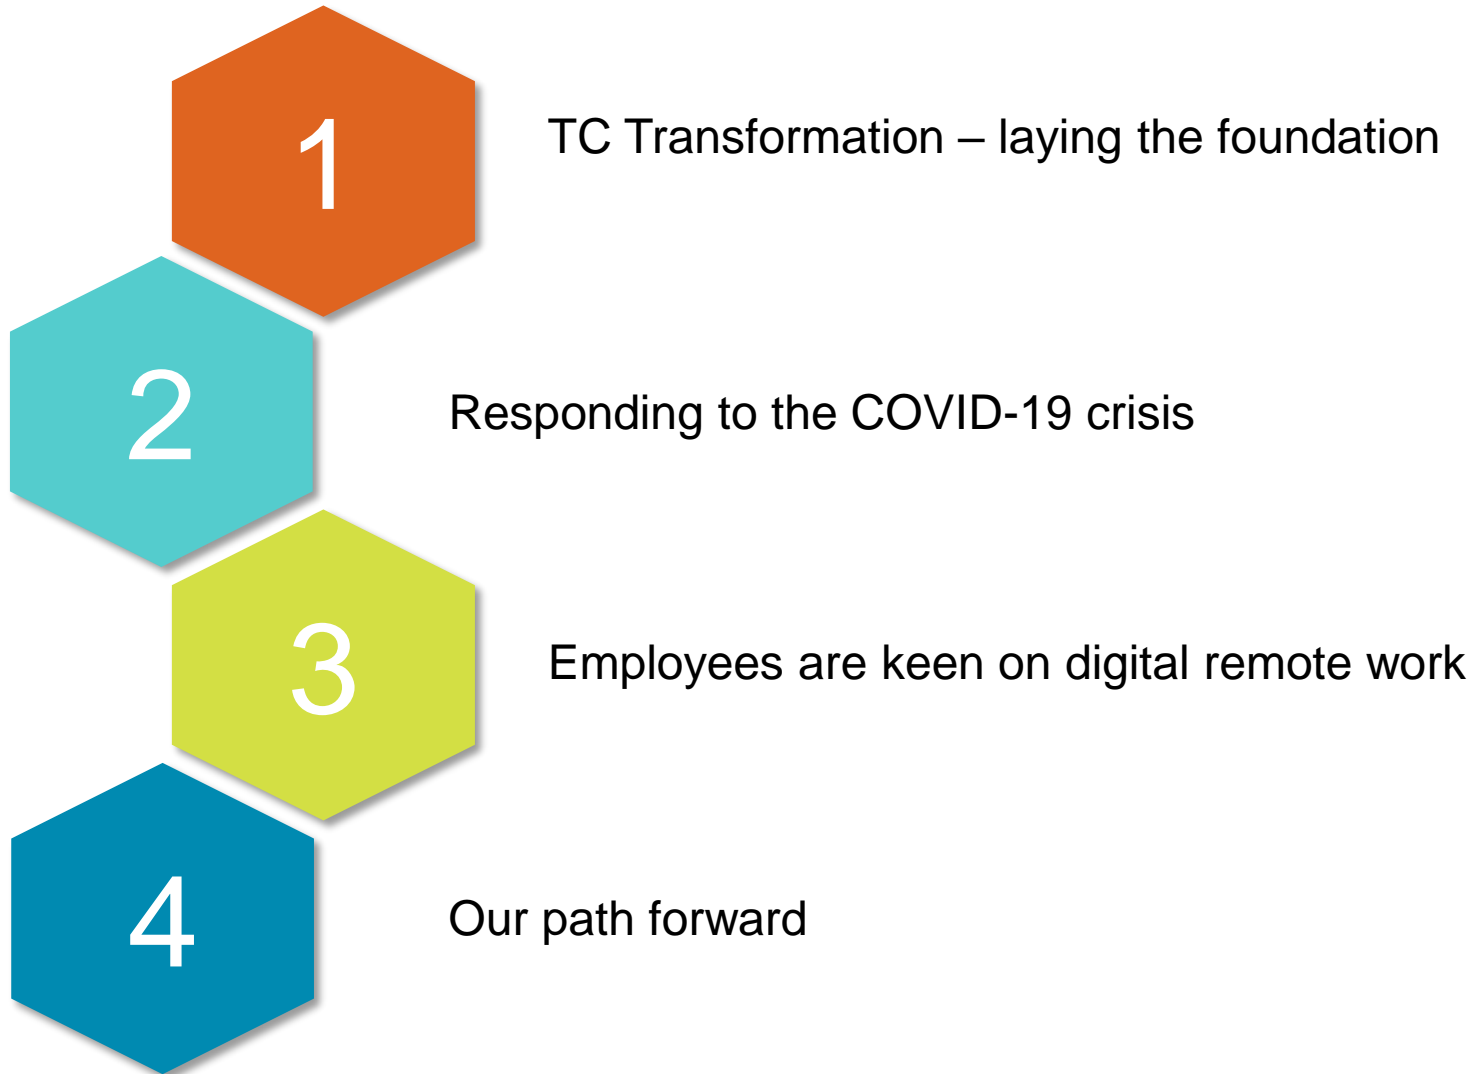 1
TC Transformation – laying the foundation
2
Responding to the COVID-19 crisis
3
Employees are keen on digital remote work
4
Our path forward